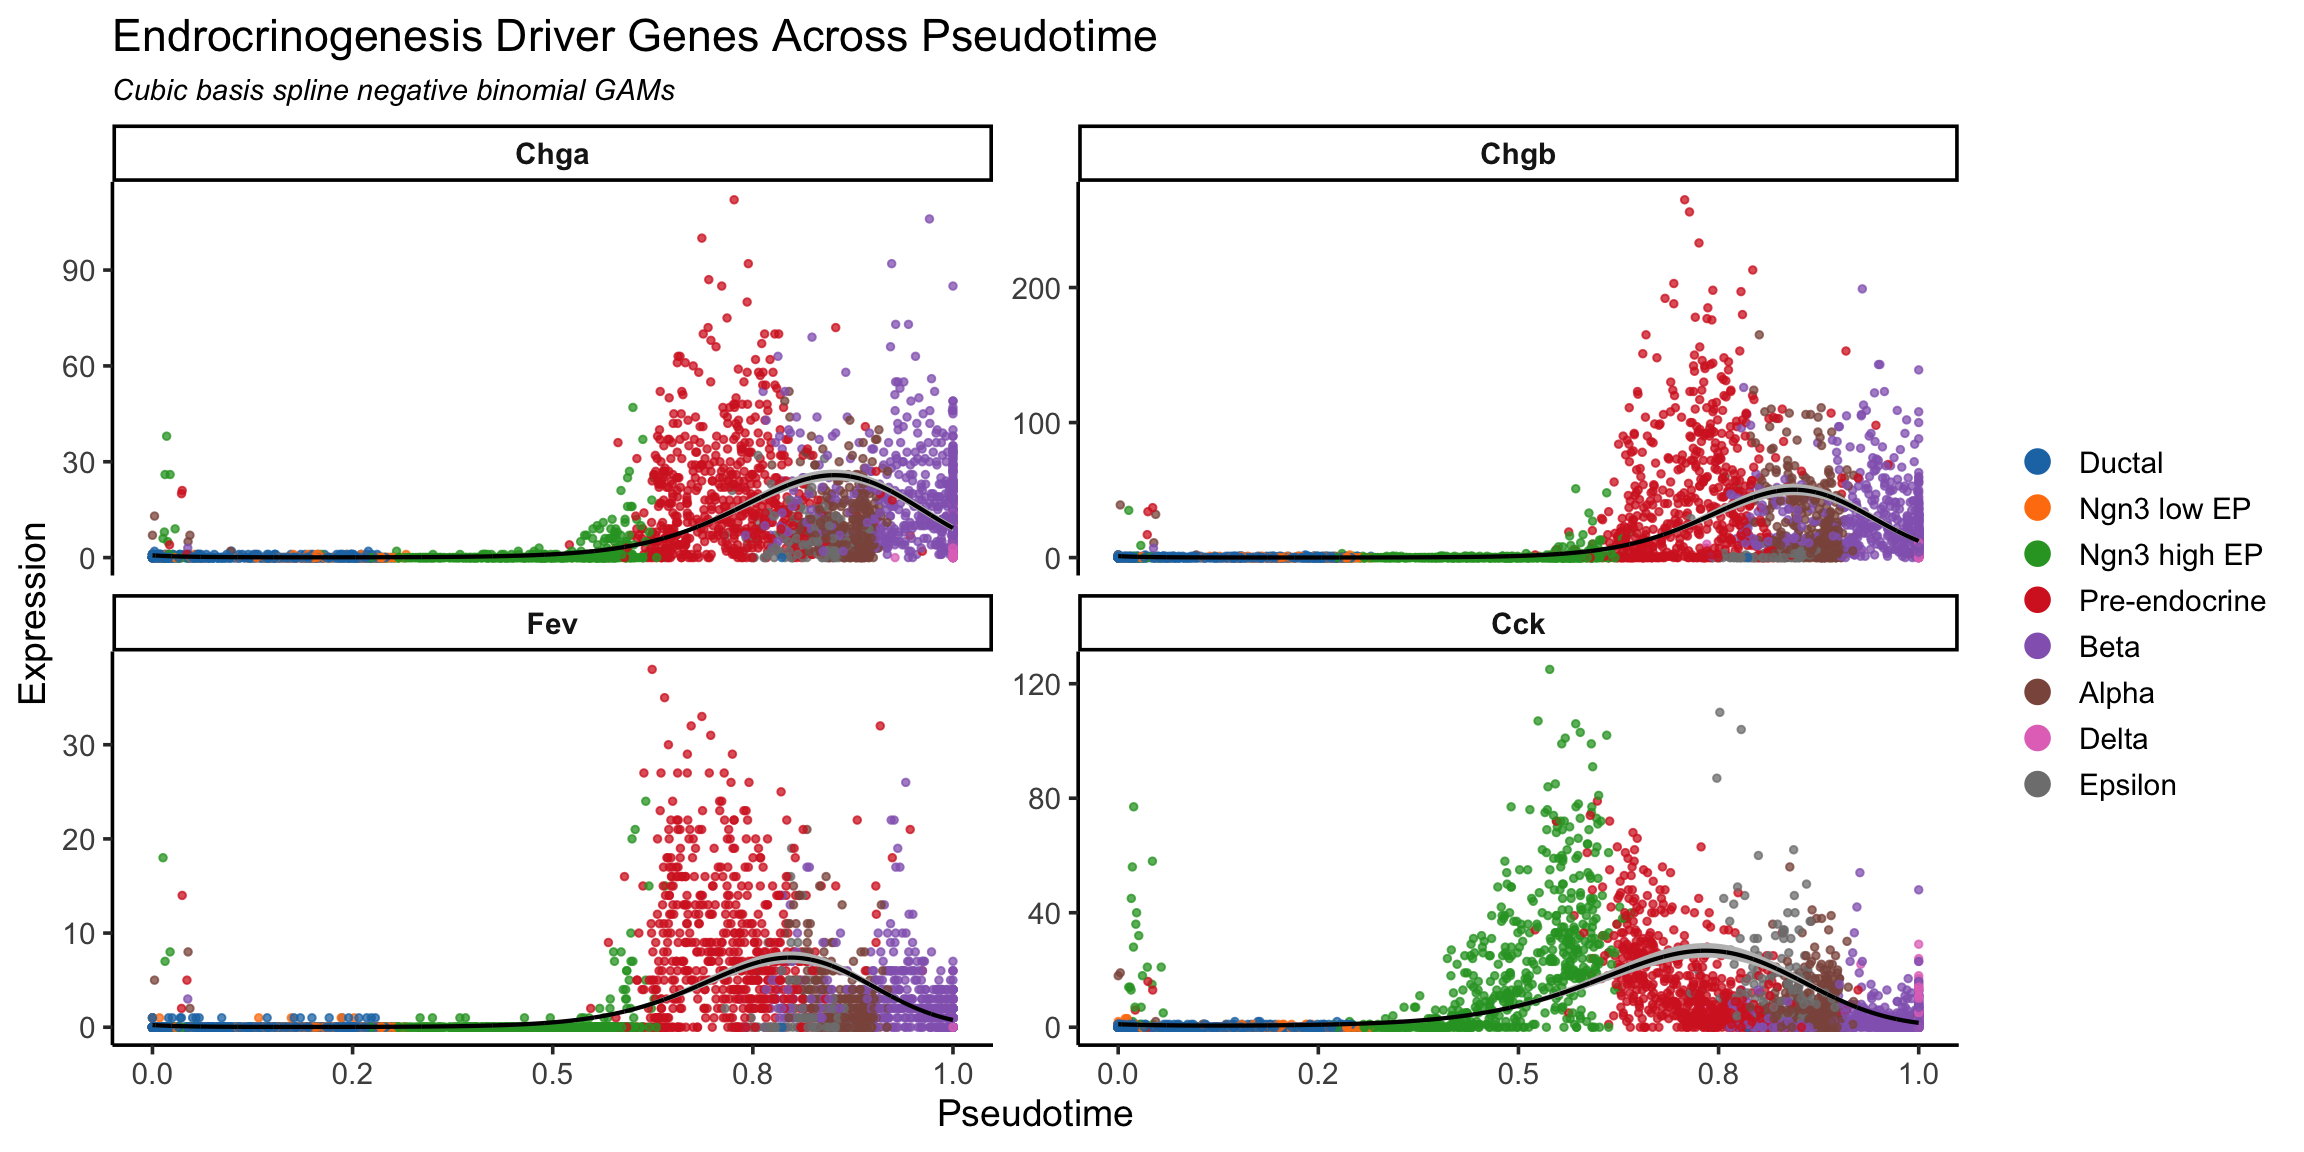 Endrocrinogenesis Driver Genes Across Pseudotime
Cubic basis spline negative binomial GAMs
Chga
Chgb
90
60
30
0
200
100
0
Fev
Cck
30
20
10
0
120
80
40
0
0.0 0.2 0.5 0.8 1.0
0.0 0.2 0.5 0.8 1.0
Expression
Pseudotime
Ductal
Ngn3 low EP
Ngn3 high EP
Pre-endocrine
Beta
Alpha
Delta
Epsilon